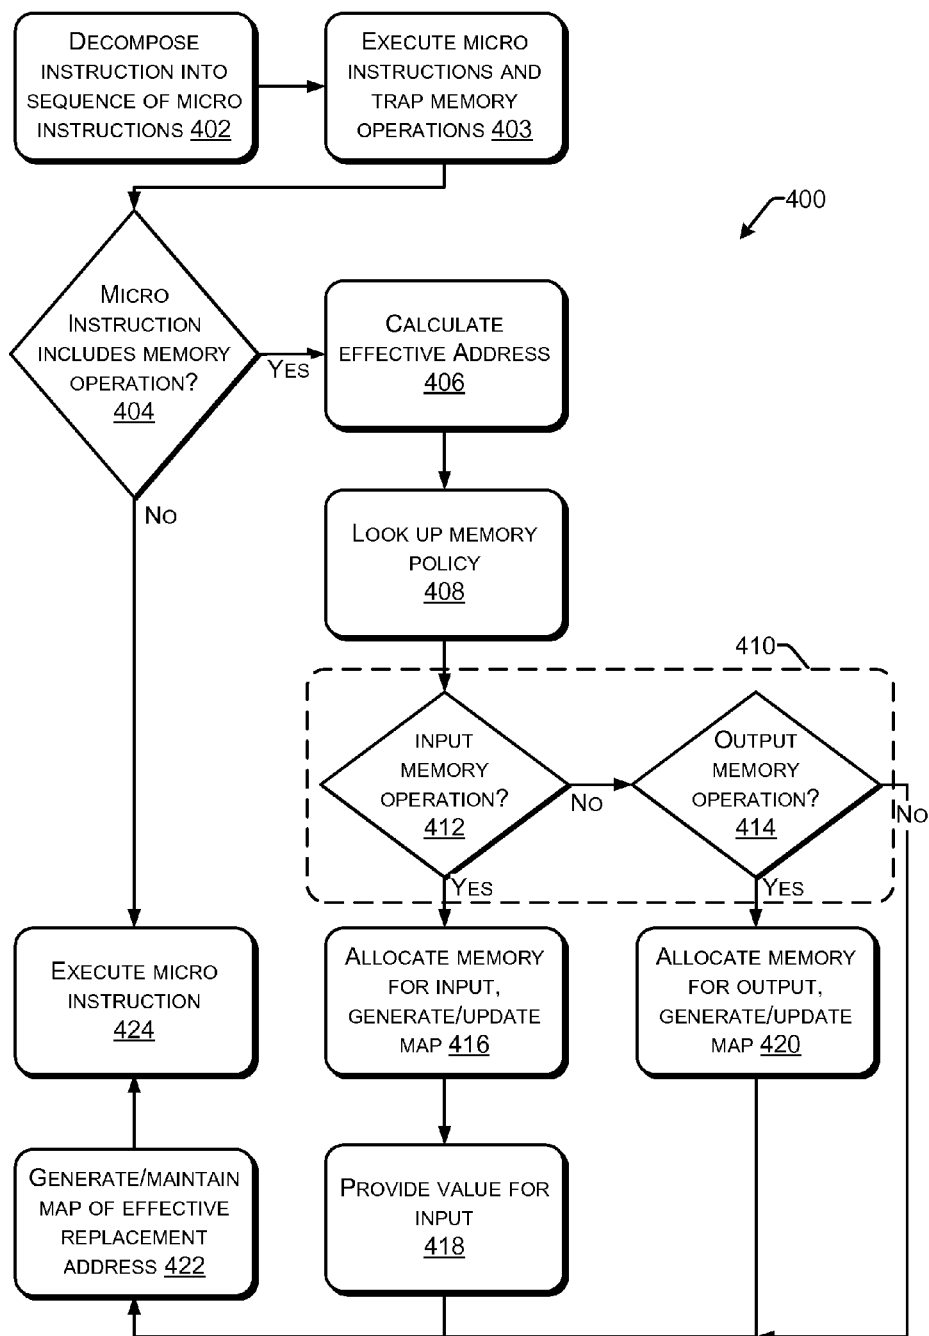 DECOMPOSE
INSTRUCTION INTO
SEQUENCE OF MICRO
INSTRUCTIONS 402
EXECUTE MICRO
INSTRUCTIONS AND
TRAP MEMORY
OPERATIONS 403
400
MICRO
INSTRUCTION
INCLUDES MEMORY
OPERATION?
404
YES
NO
CALCULATE
EFFECTIVE ADDRESS
406
LOOK UP MEMORY
POLICY
408
410
INPUT
MEMORY
OPERATION?
412
NO
YES
OUTPUT
MEMORY
OPERATION?
414
NO
YES
EXECUTE MICRO
INSTRUCTION
424
ALLOCATE MEMORY
FOR INPUT,
GENERATE/UPDATE
MAP 416
ALLOCATE MEMORY
FOR OUTPUT,
GENERATE/UPDATE
MAP 420
GENERATE/MAINTAIN
MAP OF EFFECTIVE
REPLACEMENT
ADDRESS 422
PROVIDE VALUE FOR
INPUT
418